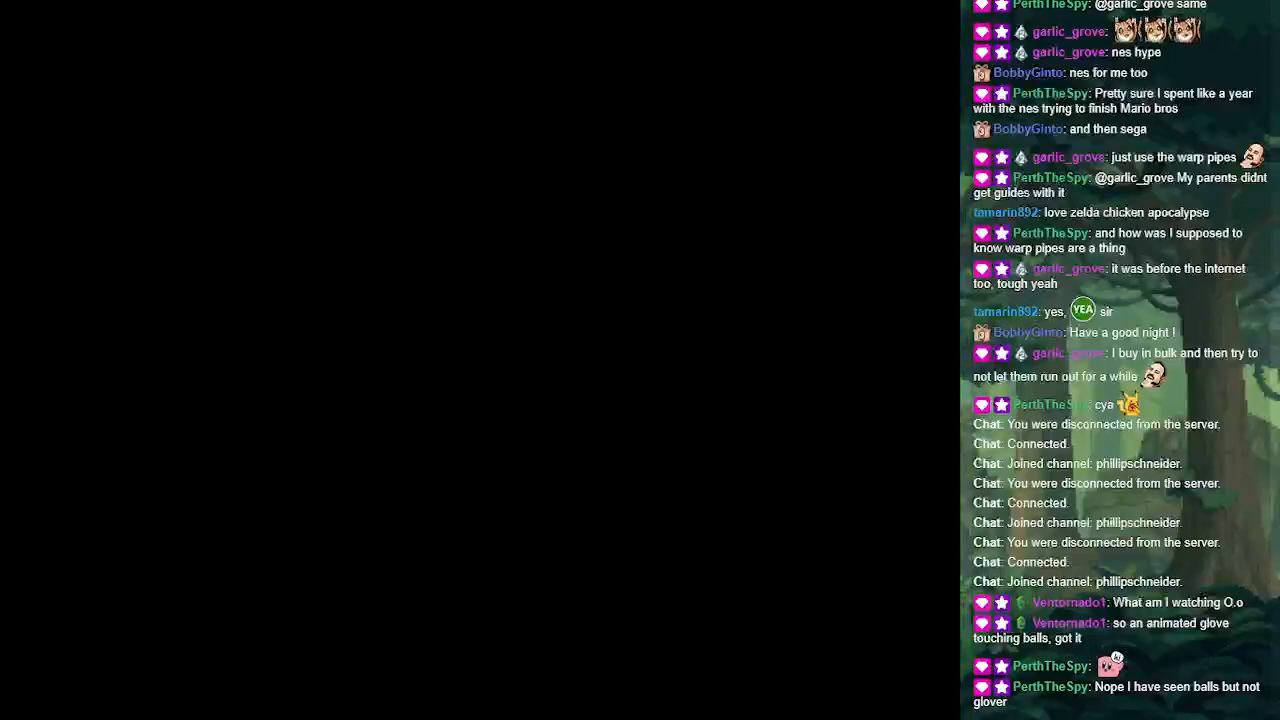 PerthTheSpy: @garlic_grove same
garlic_grove:
garlic_grove: nes hype
BobbyGinto: nes for me too
PerthTheSpy: Pretty sure I spent like a year
with the nes trying to finish Mario bros
BobbyGinto: and then sega
garlic_grove: just use the warp pipes
PerthTheSpy: @garlic_grove My parents didnt
get guides with it
tamarin892: love zelda chicken apocalypse
PerthTheSpy: and how was I supposed to
know warp pipes are a thing
garlic_grove: it was before the internet
too, tough yeah
tamarin892: yes, YEA sir
BobbyGinto: Have a good night !
garlic_grove: I buy in bulk and then try to
not let them run out for a while
PerthTheSpy: cya
Chat: You were disconnected from the server.
Chat: Connected.
Chat: Joined channel: phillipschneider.
Chat: You were disconnected from the server.
Chat: Connected.
Chat: Joined channel: phillipschneider.
Chat: You were disconnected from the server.
Chat: Connected.
Chat: Joined channel: phillipschneider.
Ventornado1: What am I watching O.o
Ventornado1: so an animated glove
touching balls, got it
PerthTheSpy:
PerthTheSpy: Nope I have seen balls but not
glover